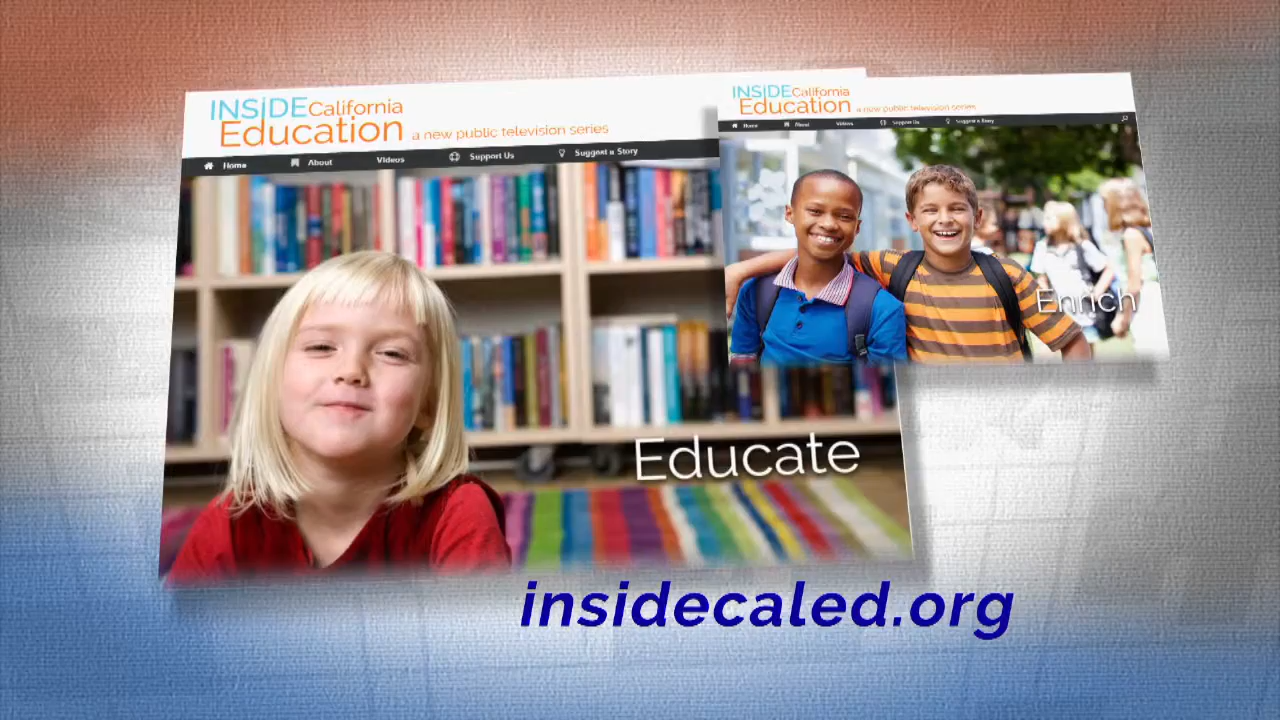 INSiDE California
Education a new public television series
Home About Videos Support Us Suggest a Story
Educate
INSiDE California
Education a new public television series
Home About Videos Support Us Suggest a Story
Enrich
insidecaled.org